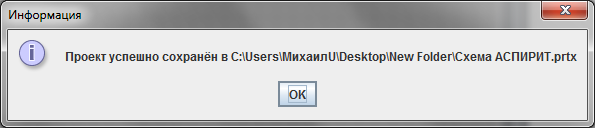 Информация
Проект успешно сохранён в C:\Users\МихаилU\Desktop\New Folder\Схема АСПИРИТ.prtx
OK